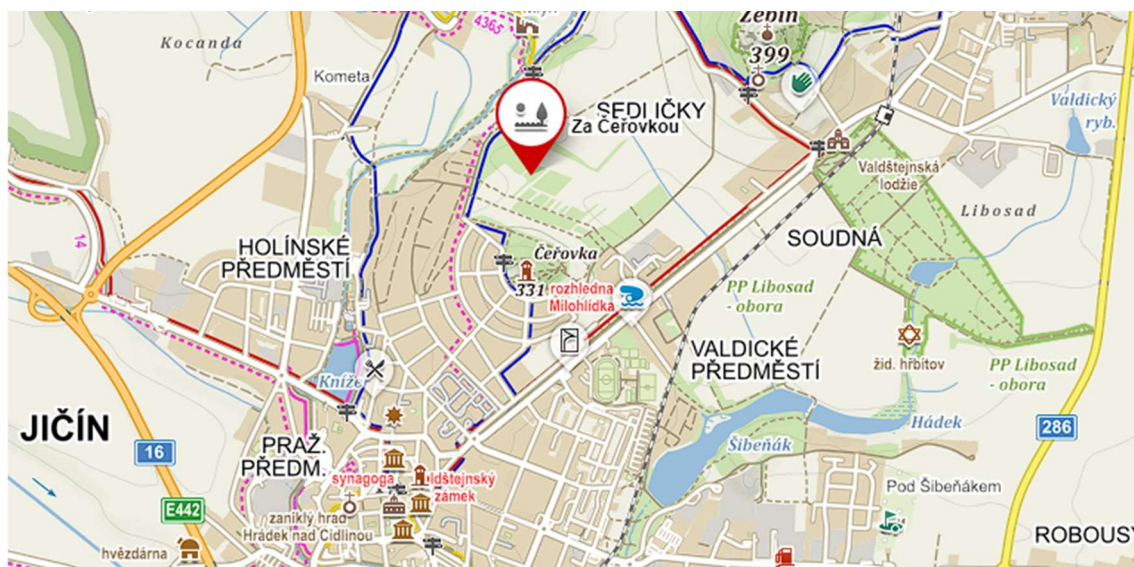 Kocanda
4365
Zebín
399
Kometa
SEDLIČKY
Za Čeřovkou
Valdický
ryb.
Valdštejnská
lodžie
Libosad
14
SOUDNÁ
HOLÍNSKÉ
PŘEDMĚSTÍ
Čeřovka
331
rozhledna
Milohlídka
PP Libosad
- obora
VALDICKÉ
PŘEDMĚSTÍ
žid. hřbitov
PP Libosad
- obora
Kníže
JIČÍN
16
Hádek
286
Šibeňák
PRAŽ.
PŘEDM.
synagoga
ldštejnský
zámek
Pod Šibeňákem
E442
zaniklý hrad
Hrádek nad Cidlinou
hvězdárna
ROBOUSY